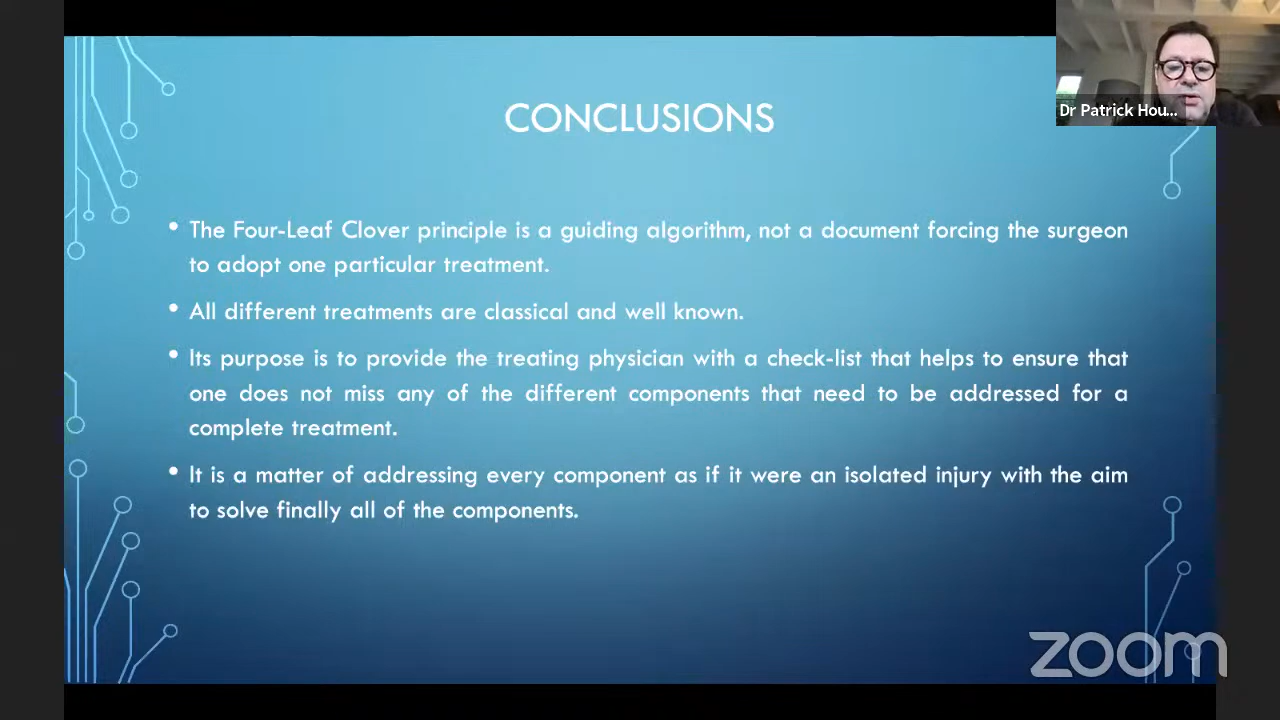 Dr Patrick Hou...
CONCLUSIONS
• The Four-Leaf Clover principle is a guiding algorithm, not a document forcing the surgeon
to adopt one particular treatment.
• All different treatments are classical and well known.
• Its purpose is to provide the treating physician with a check-list that helps to ensure that
one does not miss any of the different components that need to be addressed for a
complete treatment.
• It is a matter of addressing every component as if it were an isolated injury with the aim
to solve finally all of the components.
zoom